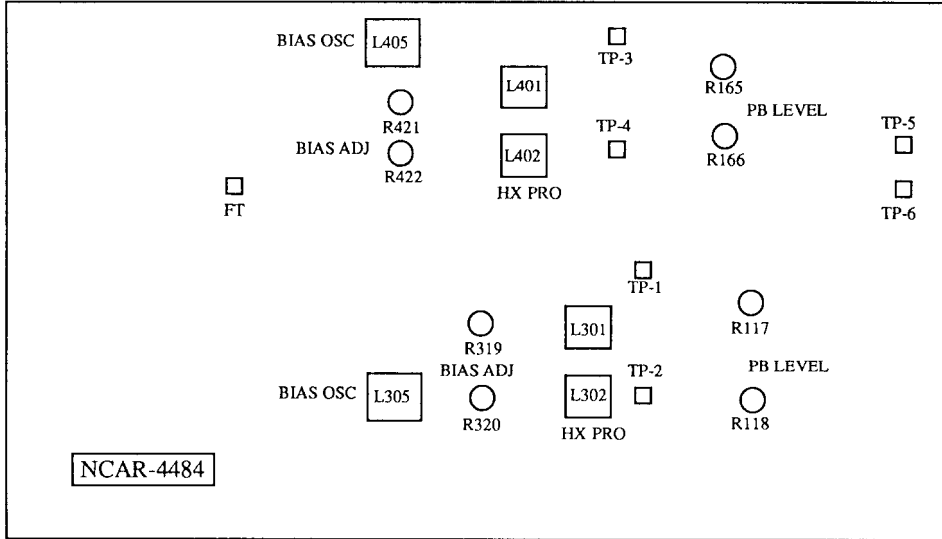 BIAS OSC
L405
TP-3
L401
R165
R421
PB LEVEL
TP-4
TP-5
BIAS ADJ
L402
R422
R166
HX PRO
FT
TP-6
TP-1
L301
R117
R319
BIAS ADJ
TP-2
PB LEVEL
BIAS OSC
L305
L302
R320
R118
HX PRO
NCAR-4484